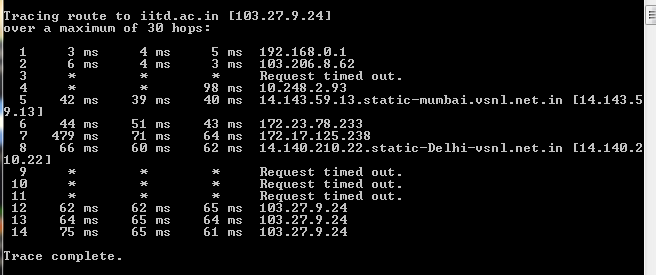 Tracing route to iitd.ac.in [103.27.9.24]
over a maximum of 30 hops:
1 3 ms 4 ms 5 ms 192.168.0.1
2 6 ms 4 ms 3 ms 103.206.8.62
3 * * * Request timed out.
4 * * 98 ms 10.248.2.93
5 42 ms 39 ms 40 ms 14.143.59.13.static-mumbai.vsnl.net.in [14.143.5
9.13]
6 44 ms 51 ms 43 ms 172.23.78.233
7 479 ms 71 ms 64 ms 172.17.125.238
8 66 ms 60 ms 62 ms 14.140.210.22.static-Delhi-vsnl.net.in [14.140.2
10.22]
9 * * * Request timed out.
10 * * * Request timed out.
11 * * * Request timed out.
12 62 ms 62 ms 65 ms 103.27.9.24
13 64 ms 65 ms 64 ms 103.27.9.24
14 75 ms 65 ms 61 ms 103.27.9.24
Trace complete.